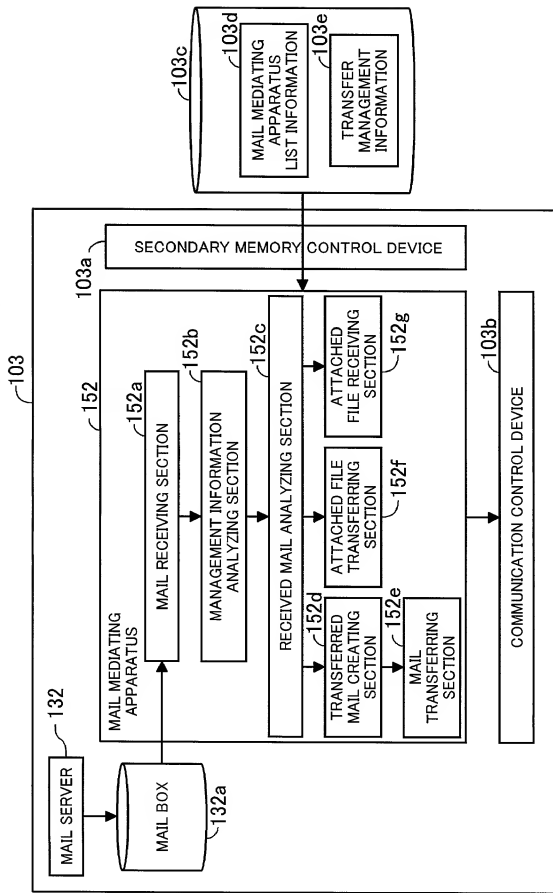 103
MAIL SERVER
132
MAIL BOX
132a
152
MAIL MEDIATING
APPARATUS
152a
MAIL RECEIVING SECTION
152b
MANAGEMENT INFORMATION
ANALYZING SECTION
152c
RECEIVED MAIL ANALYZING SECTION
152d
TRANSFERRED
MAIL CREATING
SECTION
152e
MAIL
TRANSFERRING
SECTION
152f
ATTACHED FILE
TRANSFERRING
SECTION
152g
ATTACHED
FILE RECEIVING
SECTION
103a
SECONDARY MEMORY CONTROL DEVICE
103b
COMMUNICATION CONTROL DEVICE
103c
103d
MAIL MEDIATING
APPARATUS
LIST INFORMATION
103e
TRANSFER
MANAGEMENT
INFORMATION